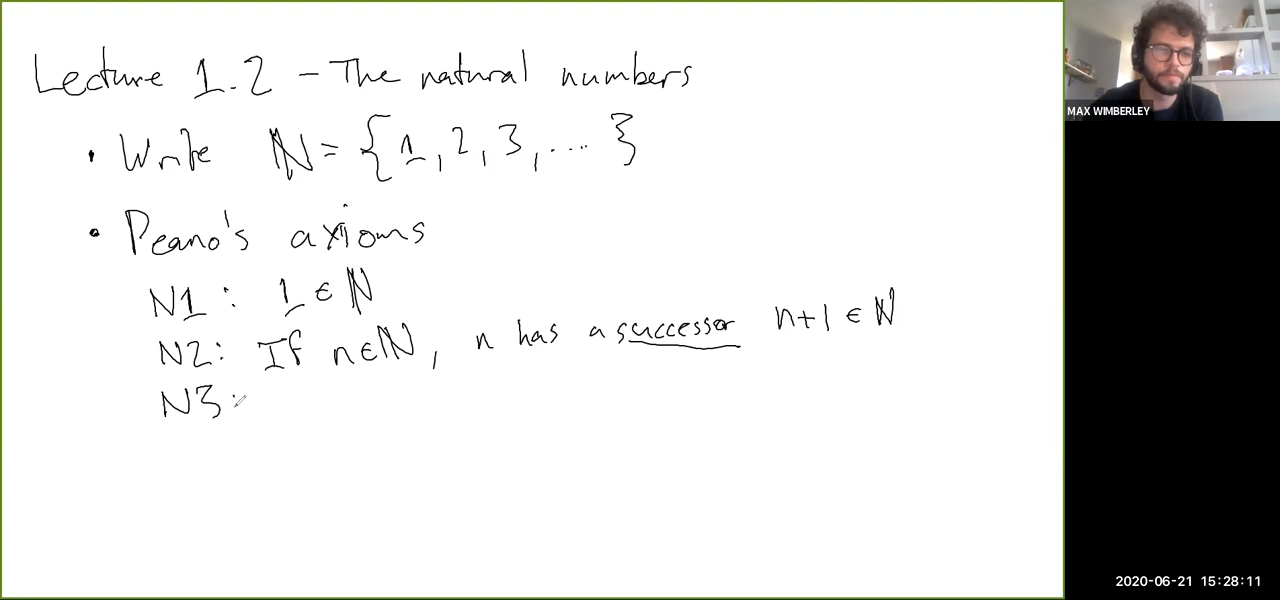 Lecture 1.2 - The natural numbers
• Write ℕ = {1, 2, 3, .... }
• Peano's axioms
N1: 1 ∈ ℕ
N2: If n∈ℕ, n has a successor n+1 ∈ ℕ
N3:
MAX WIMBERLEY
2020-06-21 15:28:11